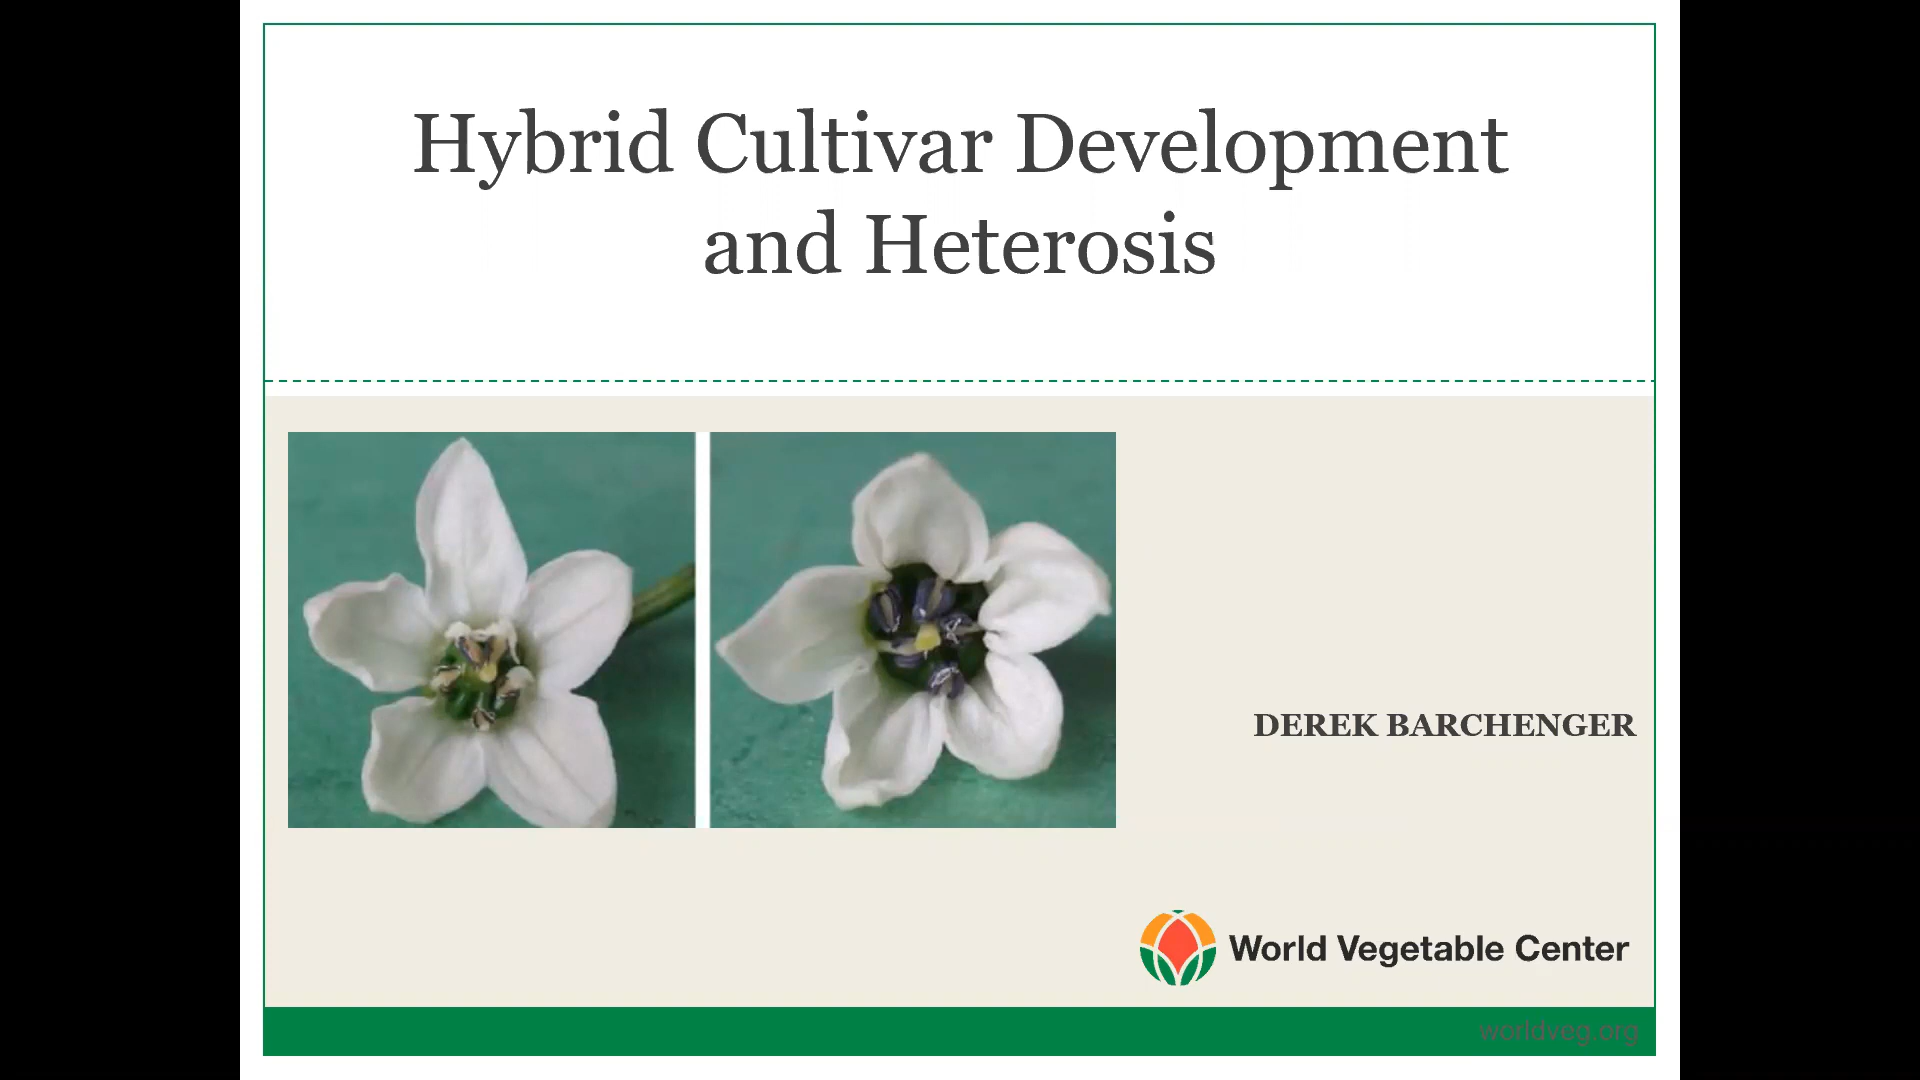 Hybrid Cultivar Development
and Heterosis
DEREK BARCHENGER
World Vegetable Center
worldveg.org